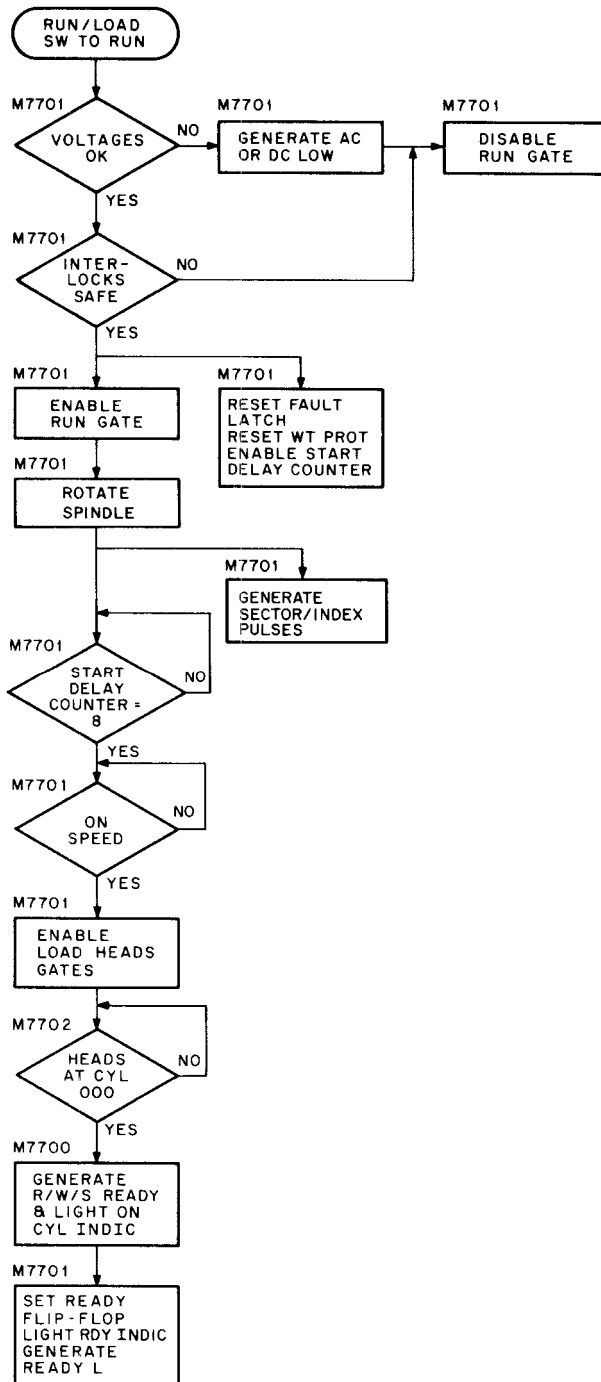 RUN/LOAD
SW TO RUN
M7701
VOLTAGES
OK
NO
YES
M7701
GENERATE AC
OR DC LOW
M7701
DISABLE
RUN GATE
M7701
INTER-
LOCKS
SAFE
NO
YES
M7701
ENABLE
RUN GATE
M7701
RESET FAULT
LATCH
RESET WT PROT
ENABLE START
DELAY COUNTER
M7701
ROTATE
SPINDLE
M7701
GENERATE
SECTOR/INDEX
PULSES
M7701
START
DELAY
COUNTER =
8
NO
YES
M7701
ON
SPEED
NO
YES
M7701
ENABLE
LOAD HEADS
GATES
M7702
HEADS
AT CYL
000
NO
YES
M7700
GENERATE
R/W/S READY
& LIGHT ON
CYL INDIC
M7701
SET READY
FLIP-FLOP
LIGHT RDY INDIC
GENERATE
READY L